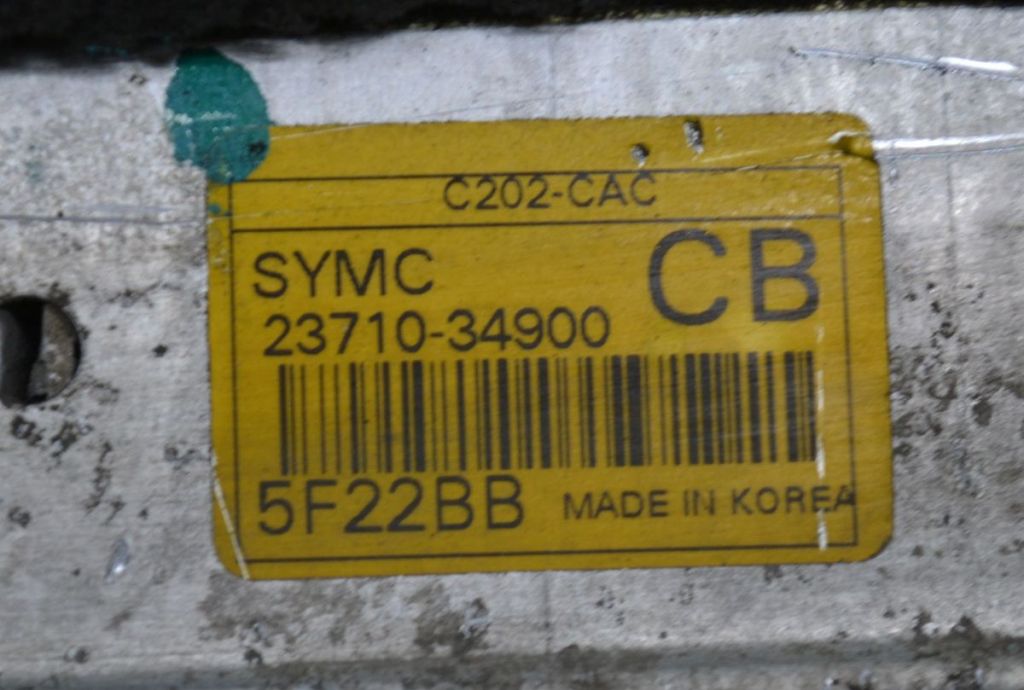 C202-CAC
SYMC
CB
23710-34900
5F22BB
MADE IN KOREA